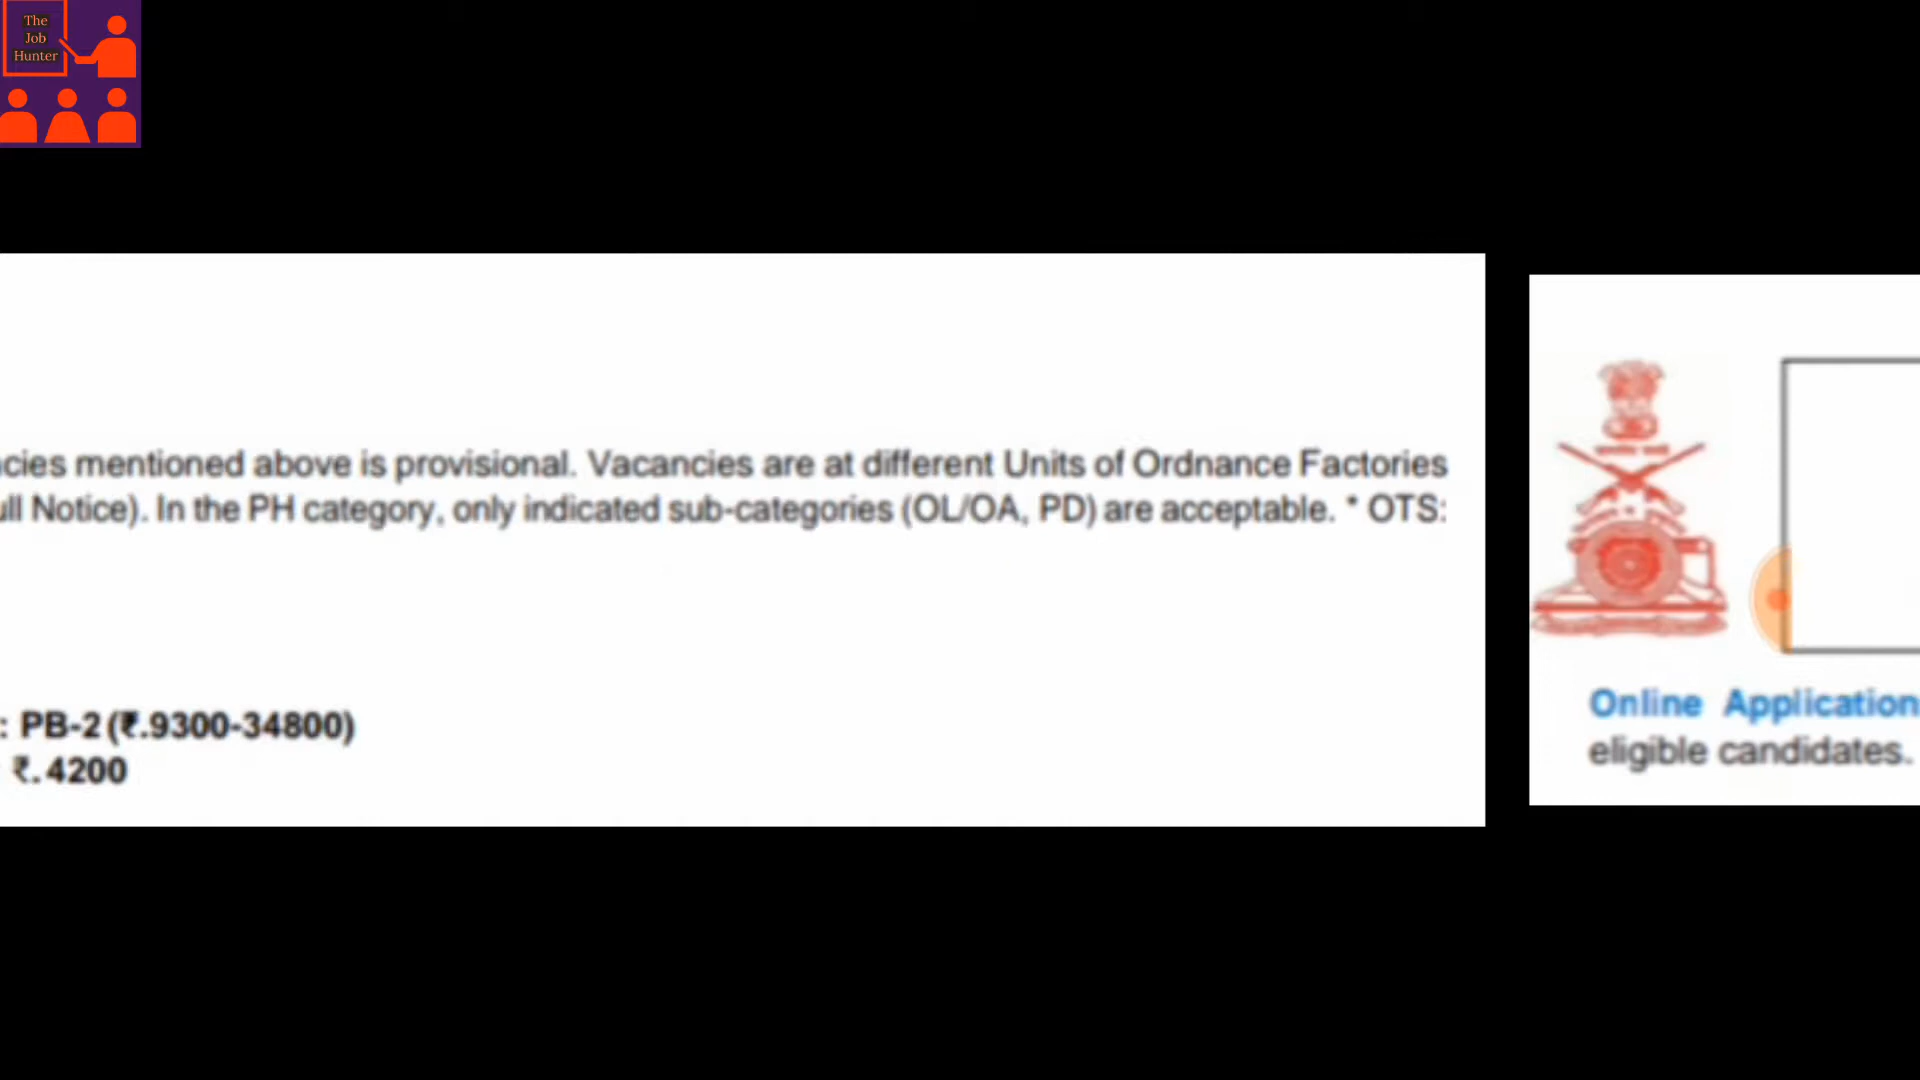 The
Job
Hunter
cies mentioned above is provisional. Vacancies are at different Units of Ordnance Factories
ull Notice). In the PH category, only indicated sub-categories (OL/OA, PD) are acceptable. * OTS:
: PB-2 (₹.9300-34800)
₹. 4200
Online Application
eligible candidates.